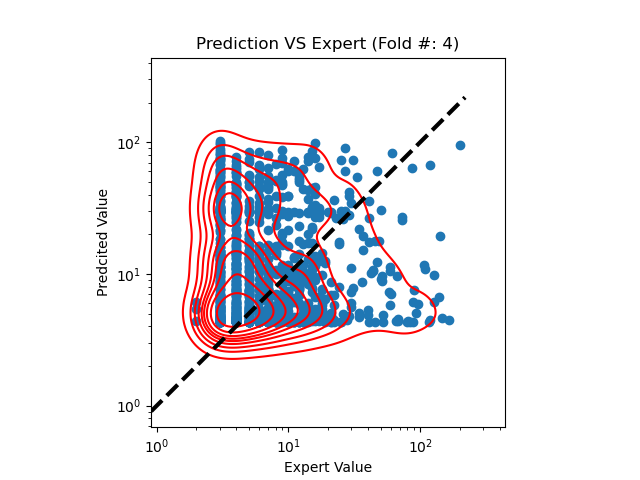 Prediction VS Expert (Fold #: 4)
10²
10¹
10⁰
Predcited Value
10⁰ 10¹ 10²
Expert Value